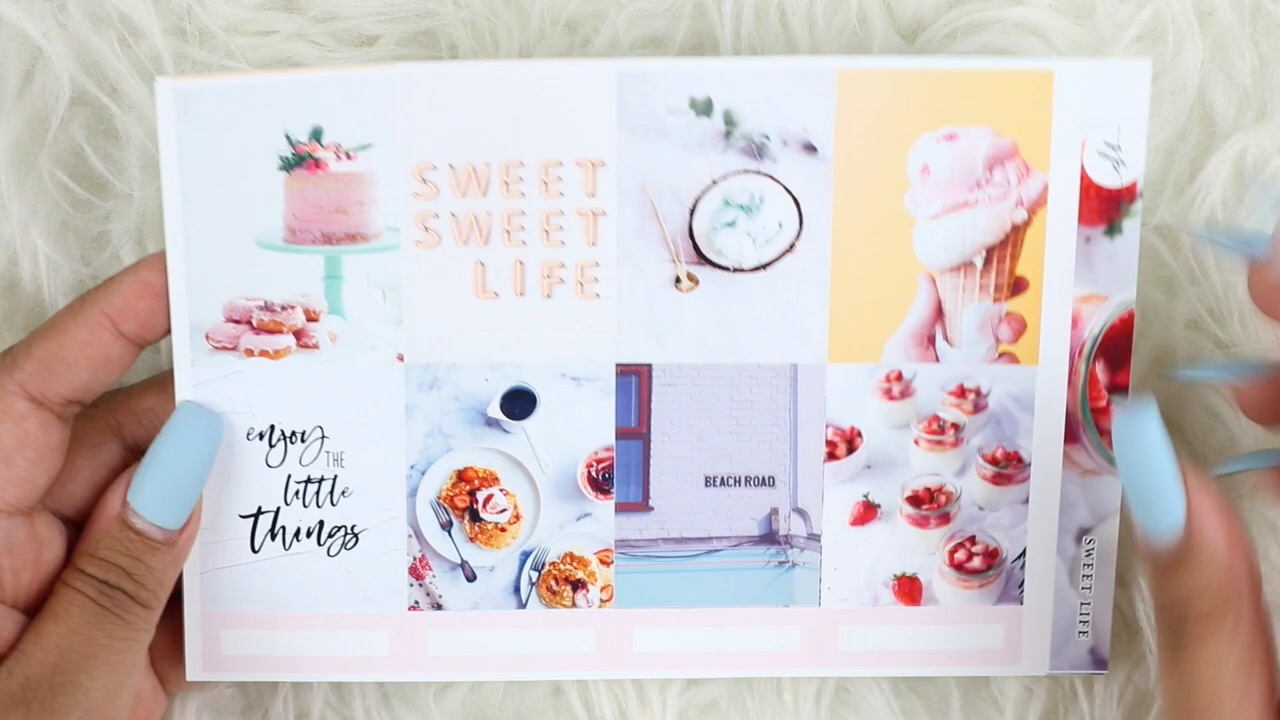 SWEET
SWEET
LIFE
enjoy
THE
little
Things
BEACH ROAD
SWEET LIFE